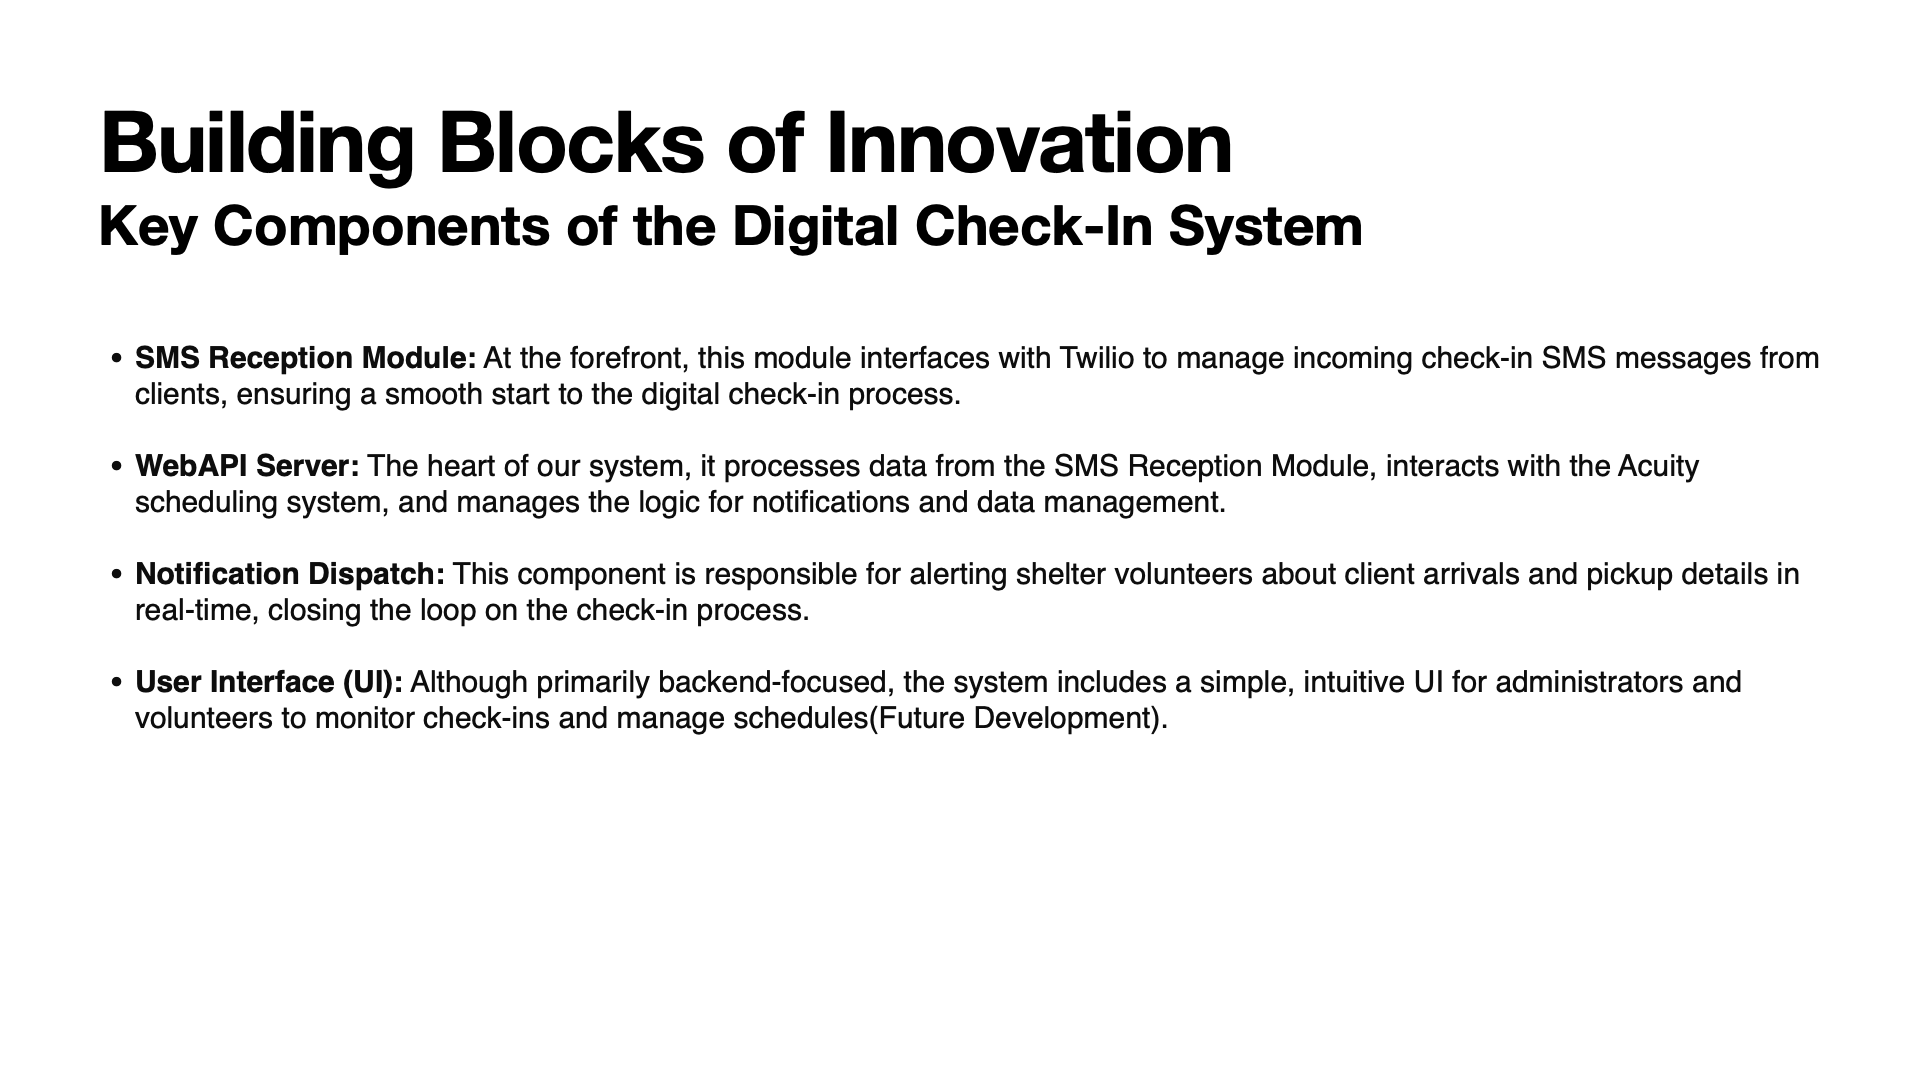 Building Blocks of Innovation
Key Components of the Digital Check-In System
• SMS Reception Module: At the forefront, this module interfaces with Twilio to manage incoming check-in SMS messages from
clients, ensuring a smooth start to the digital check-in process.
• WebAPI Server: The heart of our system, it processes data from the SMS Reception Module, interacts with the Acuity
scheduling system, and manages the logic for notifications and data management.
• Notification Dispatch: This component is responsible for alerting shelter volunteers about client arrivals and pickup details in
real-time, closing the loop on the check-in process.
• User Interface (UI): Although primarily backend-focused, the system includes a simple, intuitive UI for administrators and
volunteers to monitor check-ins and manage schedules(Future Development).